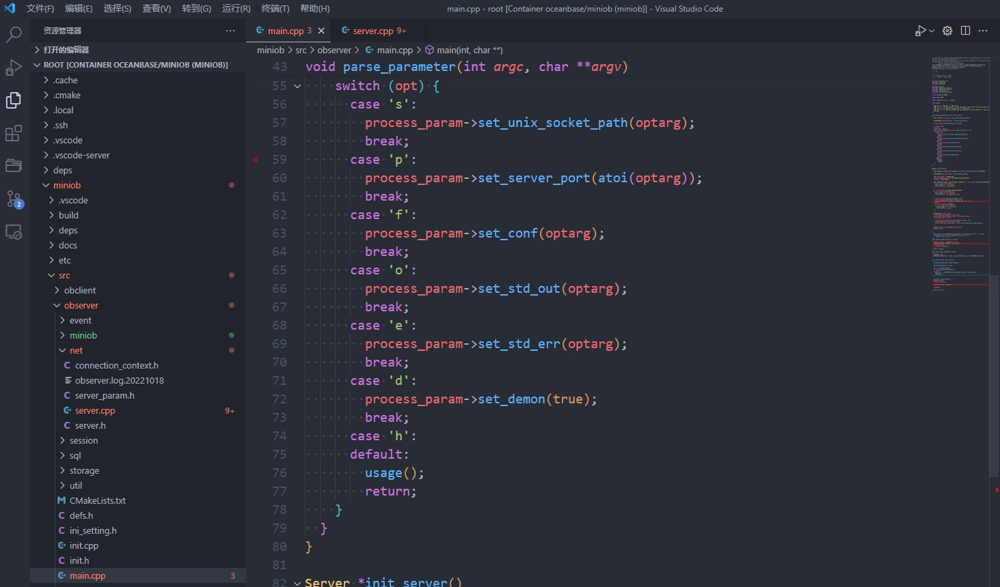 文件(F) 编辑(E) 选择(S) 查看(V) 转到(G) 运行(R) 终端(T) 帮助(H) main.cpp - root [Container oceanbase/miniob (miniob)] - Visual Studio Code
资源管理器
打开的编辑器
ROOT [CONTAINER OCEANBASE/MINIOB (MINIOB)]
.cache
.cmake
.local
.ssh
.vscode
.vscode-server
deps
miniob
.vscode
build
deps
docs
etc
src
obclient
observer
event
miniob
net
connection_context.h
observer.log.20221018
server_param.h
server.cpp 9+
server.h
session
sql
storage
util
CMakeLists.txt
defs.h
ini_setting.h
init.cpp
init.h
main.cpp 3
2
main.cpp 3 server.cpp 9+
miniob > src > observer > main.cpp > main(int, char **)
43 void parse_parameter(int argc, char **argv)
55 switch (opt) {
56 case 's':
57 process_param->set_unix_socket_path(optarg);
58 break;
59 case 'p':
60 process_param->set_server_port(atoi(optarg));
61 break;
62 case 'f':
63 process_param->set_conf(optarg);
64 break;
65 case 'o':
66 process_param->set_std_out(optarg);
67 break;
68 case 'e':
69 process_param->set_std_err(optarg);
70 break;
71 case 'd':
72 process_param->set_demon(true);
73 break;
74 case 'h':
75 default:
76 usage();
77 return;
78 }
79 }
80 }
81
82 Server *init_server()